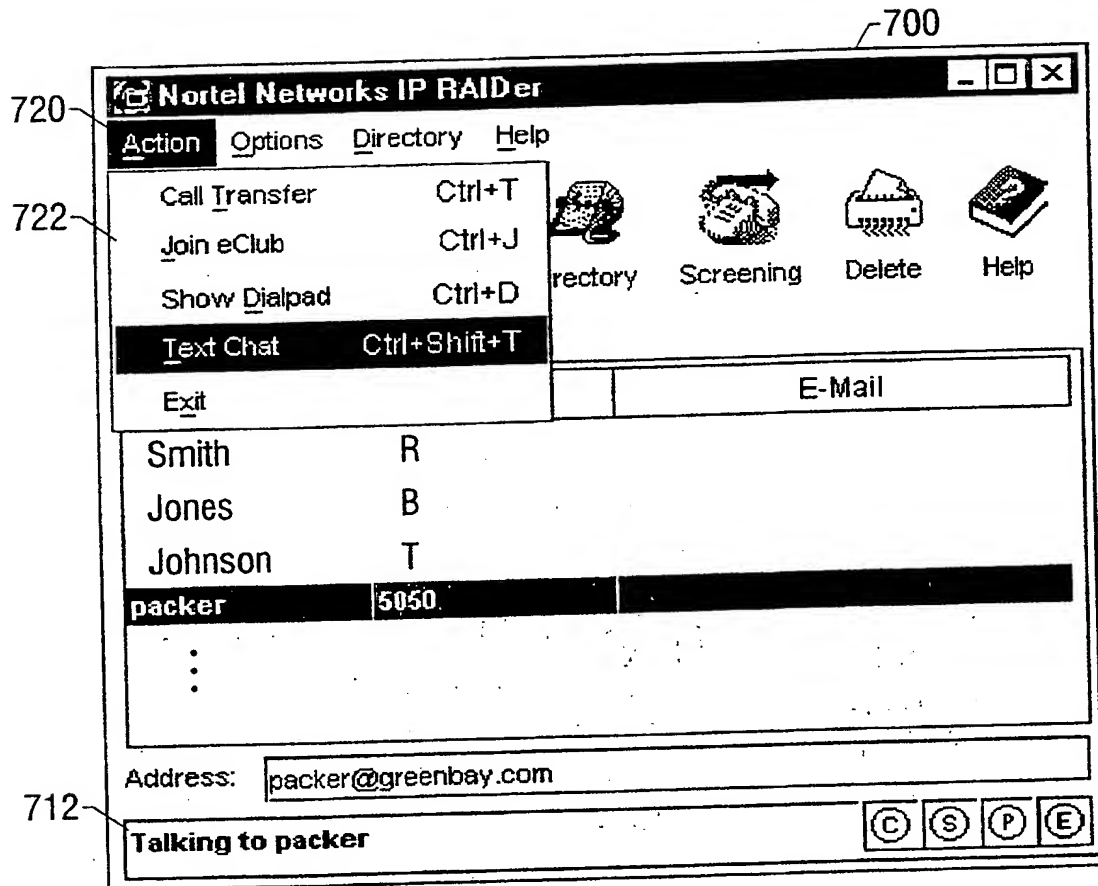 700
Nortel Networks IP RAIDer
720
Action Options Directory Help
Call Transfer Ctrl+T
722
Join eClub Ctrl+J
Show Dialpad Ctrl+D
Text Chat Ctrl+Shift+T
Exit
rectory Screening Delete Help
E-Mail
Smith R
Jones B
Johnson T
packer 5050
Address: packer@greenbay.com
712
Talking to packer
C S P E